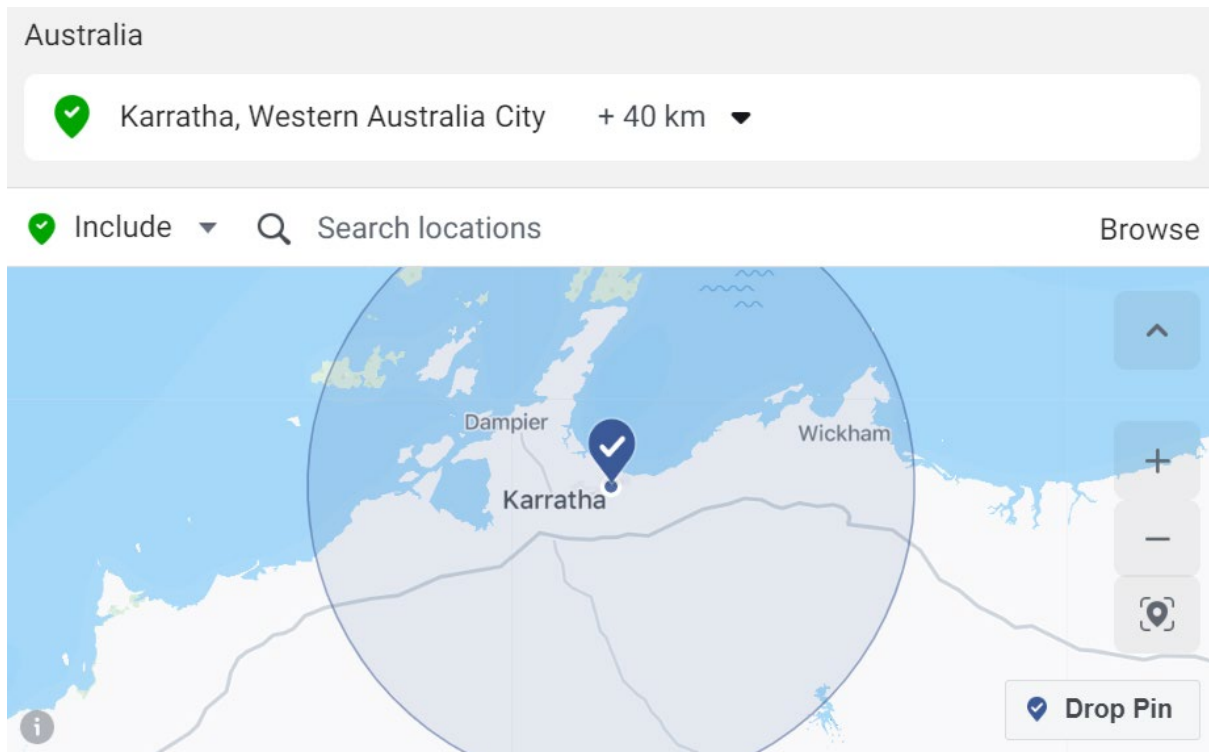 Australia
Karratha, Western Australia City + 40 km
Include Search locations Browse
Dampier
Wickham
Karratha
Drop Pin